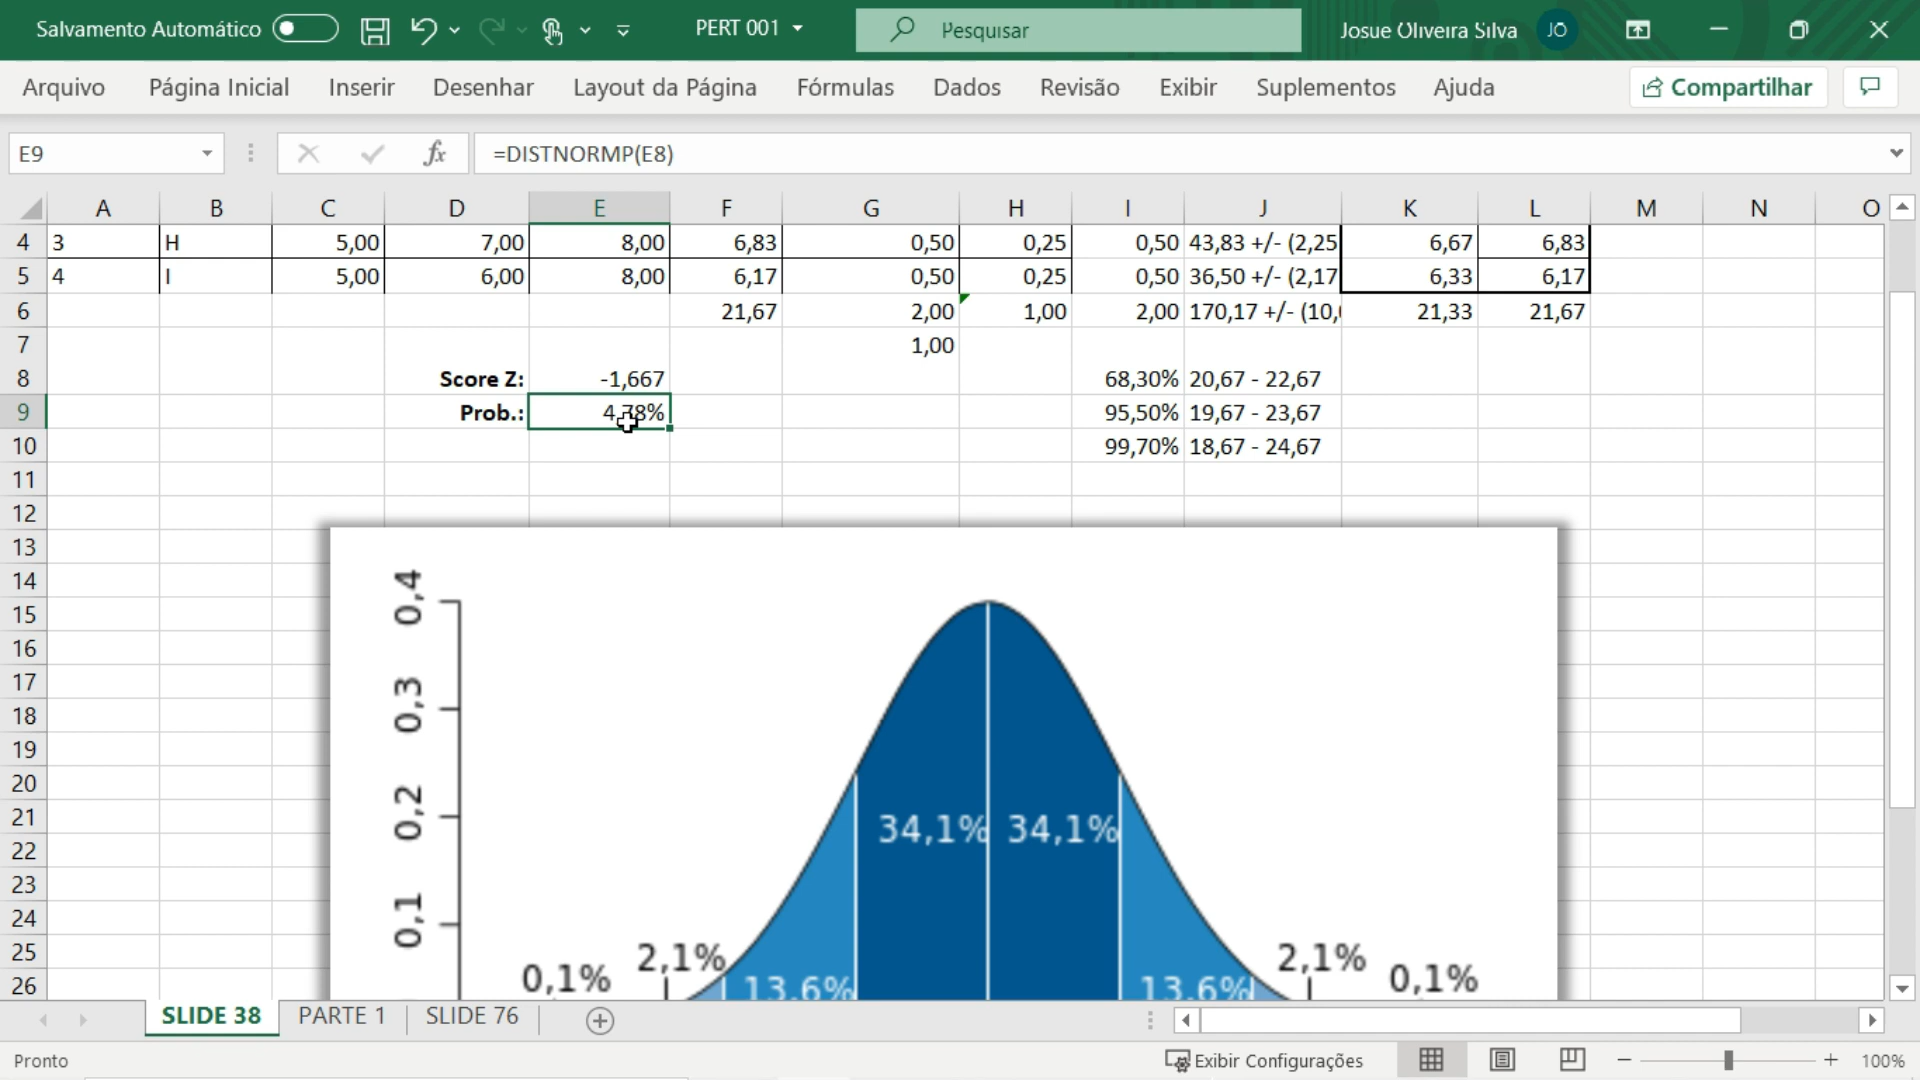 Salvamento Automático
PERT 001
Pesquisar
Josue Oliveira Silva
JO
Arquivo Página Inicial Inserir Desenhar Layout da Página Fórmulas Dados Revisão Exibir Suplementos Ajuda Compartilhar
E9 fx =DISTNORMP(E8)
A B C D E F G H I J K L M N O
4 3 H 5,00 7,00 8,00 6,83 0,50 0,25 0,50 43,83 +/- (2,25 6,67 6,83
5 4 I 5,00 6,00 8,00 6,17 0,50 0,25 0,50 36,50 +/- (2,17 6,33 6,17
6 21,67 2,00 1,00 2,00 170,17 +/- (10, 21,33 21,67
7 1,00
8 Score Z: -1,667 68,30% 20,67 - 22,67
9 Prob.: 4,78% 95,50% 19,67 - 23,67
10 99,70% 18,67 - 24,67
11
12
13
14
15
16
17
18
19
20
21
22
23
24
25
26
0,4
0,3
0,2
0,1
34,1% 34,1%
0,1% 2,1% 13,6% 13,6% 2,1% 0,1%
SLIDE 38 PARTE 1 SLIDE 76
Pronto
Exibir Configurações
100%